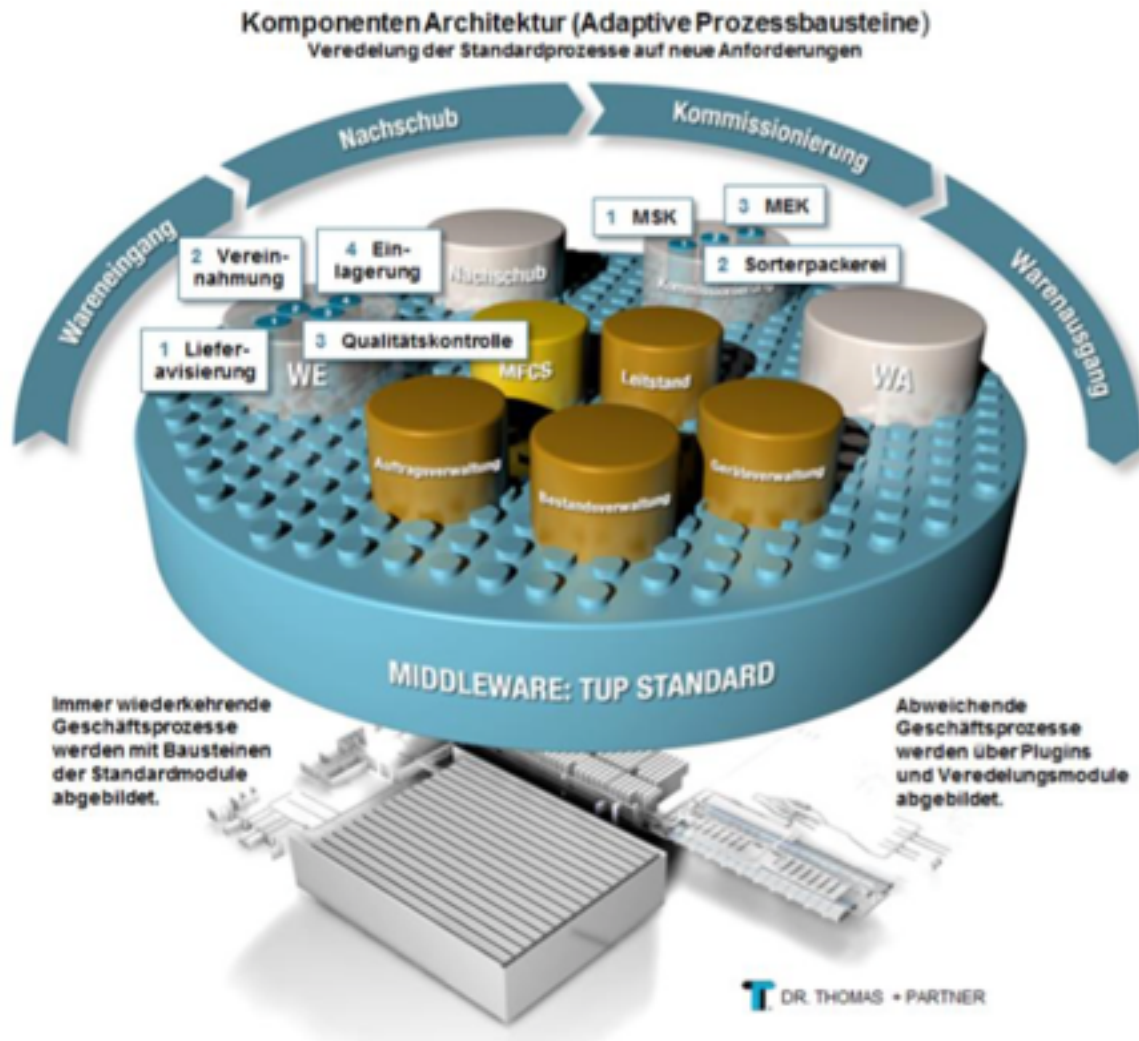 Komponenten Architektur (Adaptive Prozessbausteine)
Veredelung der Standardprozesse auf neue Anforderungen
Wareneingang
Nachschub
Kommissionierung
Warenausgang
1 MSK
3 MEK
2 Sorterpackerei
2 Verein-
nahmung
4 Ein-
lagerung
1 Liefer-
avisierung
3 Qualitätskontrolle
Nachschub
Kommissionierung
WE
MFCS
Leitstand
WA
Auftragsverwaltung
Bestandsverwaltung
Geräteverwaltung
MIDDLEWARE: TUP STANDARD
Immer wiederkehrende
Geschäftsprozesse
werden mit Bausteinen
der Standardmodule
abgebildet.
Abweichende
Geschäftsprozesse
werden über Plugins
und Veredelungsmodule
abgebildet.
DR. THOMAS + PARTNER